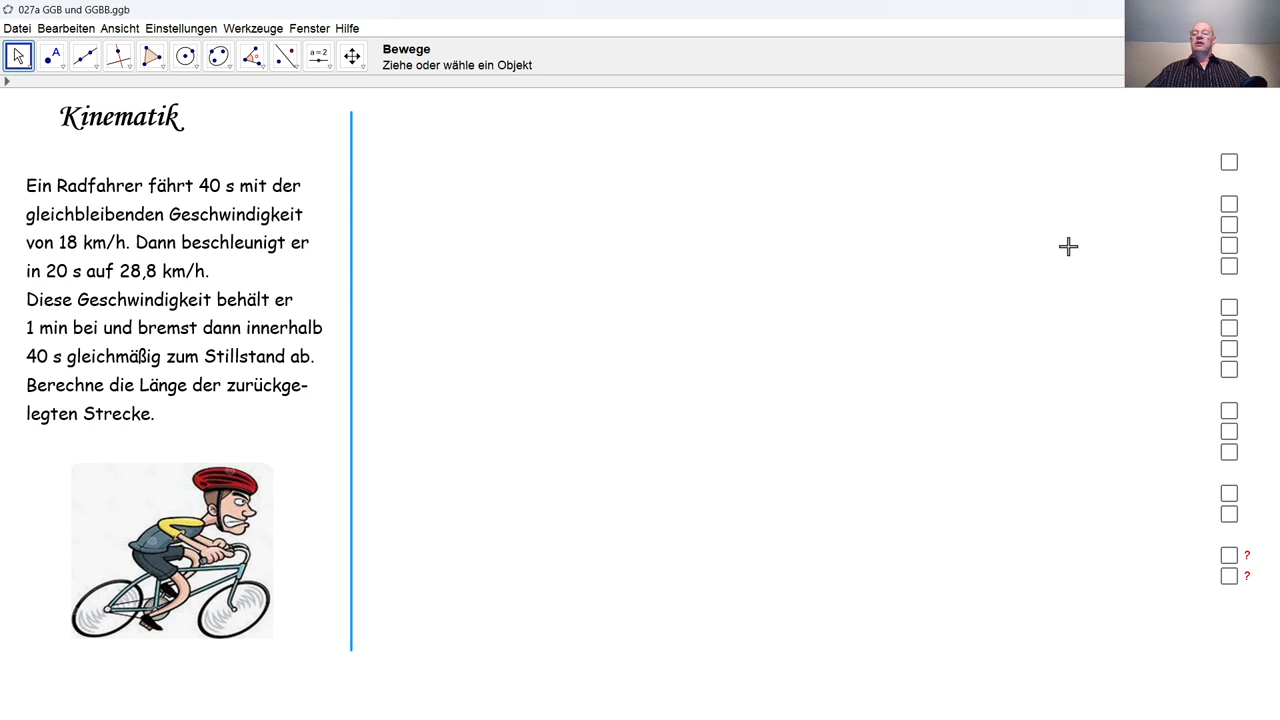 027a GGB und GGBB.ggb
Datei Bearbeiten Ansicht Einstellungen Werkzeuge Fenster Hilfe
A
a=2
Bewege
Ziehe oder wähle ein Objekt
Kinematik
Ein Radfahrer fährt 40 s mit der
gleichbleibenden Geschwindigkeit
von 18 km/h. Dann beschleunigt er
in 20 s auf 28,8 km/h.
Diese Geschwindigkeit behält er
1 min bei und bremst dann innerhalb
40 s gleichmäßig zum Stillstand ab.
Berechne die Länge der zurückge-
legten Strecke.
?
?